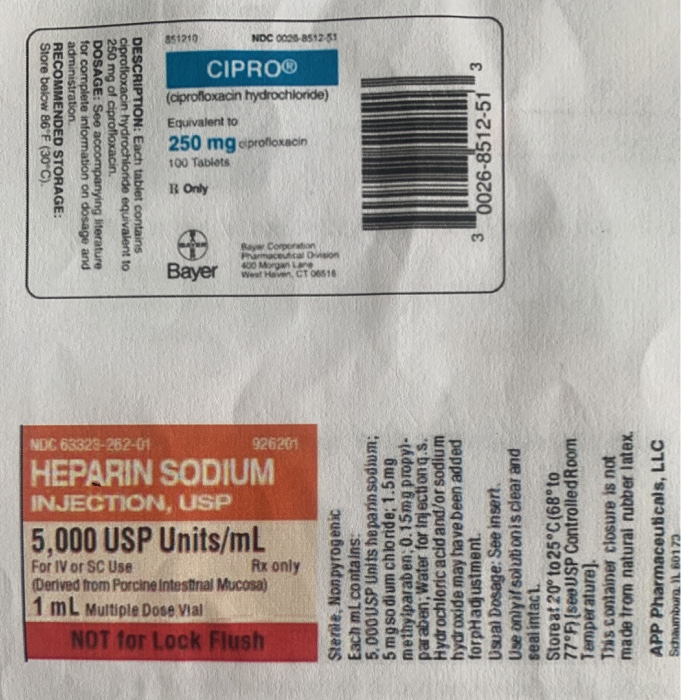 851210 NDC 0026-8512-51
CIPRO®
(ciprofloxacin hydrochloride)
Equivalent to
250 mg ciprofloxacin
100 Tablets
℞ Only
BAYER
Bayer
Bayer Corporation
Pharmaceutical Division
400 Morgan Lane
West Haven, CT 06516
DESCRIPTION: Each tablet contains
ciprofloxacin hydrochloride equivalent to
250 mg of ciprofloxacin.
DOSAGE: See accompanying literature
for complete information on dosage and
administration.
RECOMMENDED STORAGE:
Store below 86°F (30°C).
3 0026-8512-51 3
NDC 63323-262-01 926201
HEPARIN SODIUM
INJECTION, USP
5,000 USP Units/mL
For IV or SC Use Rx only
(Derived from Porcine Intestinal Mucosa)
1 mL Multiple Dose Vial
NOT for Lock Flush
Sterile, Nonpyrogenic
Each mL contains:
5,000 USP Units heparin sodium;
5 mg sodium chloride; 1.5 mg
methylparaben; 0.15 mg propyl-
paraben; Water for Injection q.s.
Hydrochloric acid and/or sodium
hydroxide may have been added
for pH adjustment.
Usual Dosage: See insert.
Use only if solution is clear and
seal intact.
Store at 20° to 25°C (68° to
77°F) [see USP Controlled Room
Temperature].
This container closure is not
made from natural rubber latex.
APP Pharmaceuticals, LLC
Schaumburg, IL 60173